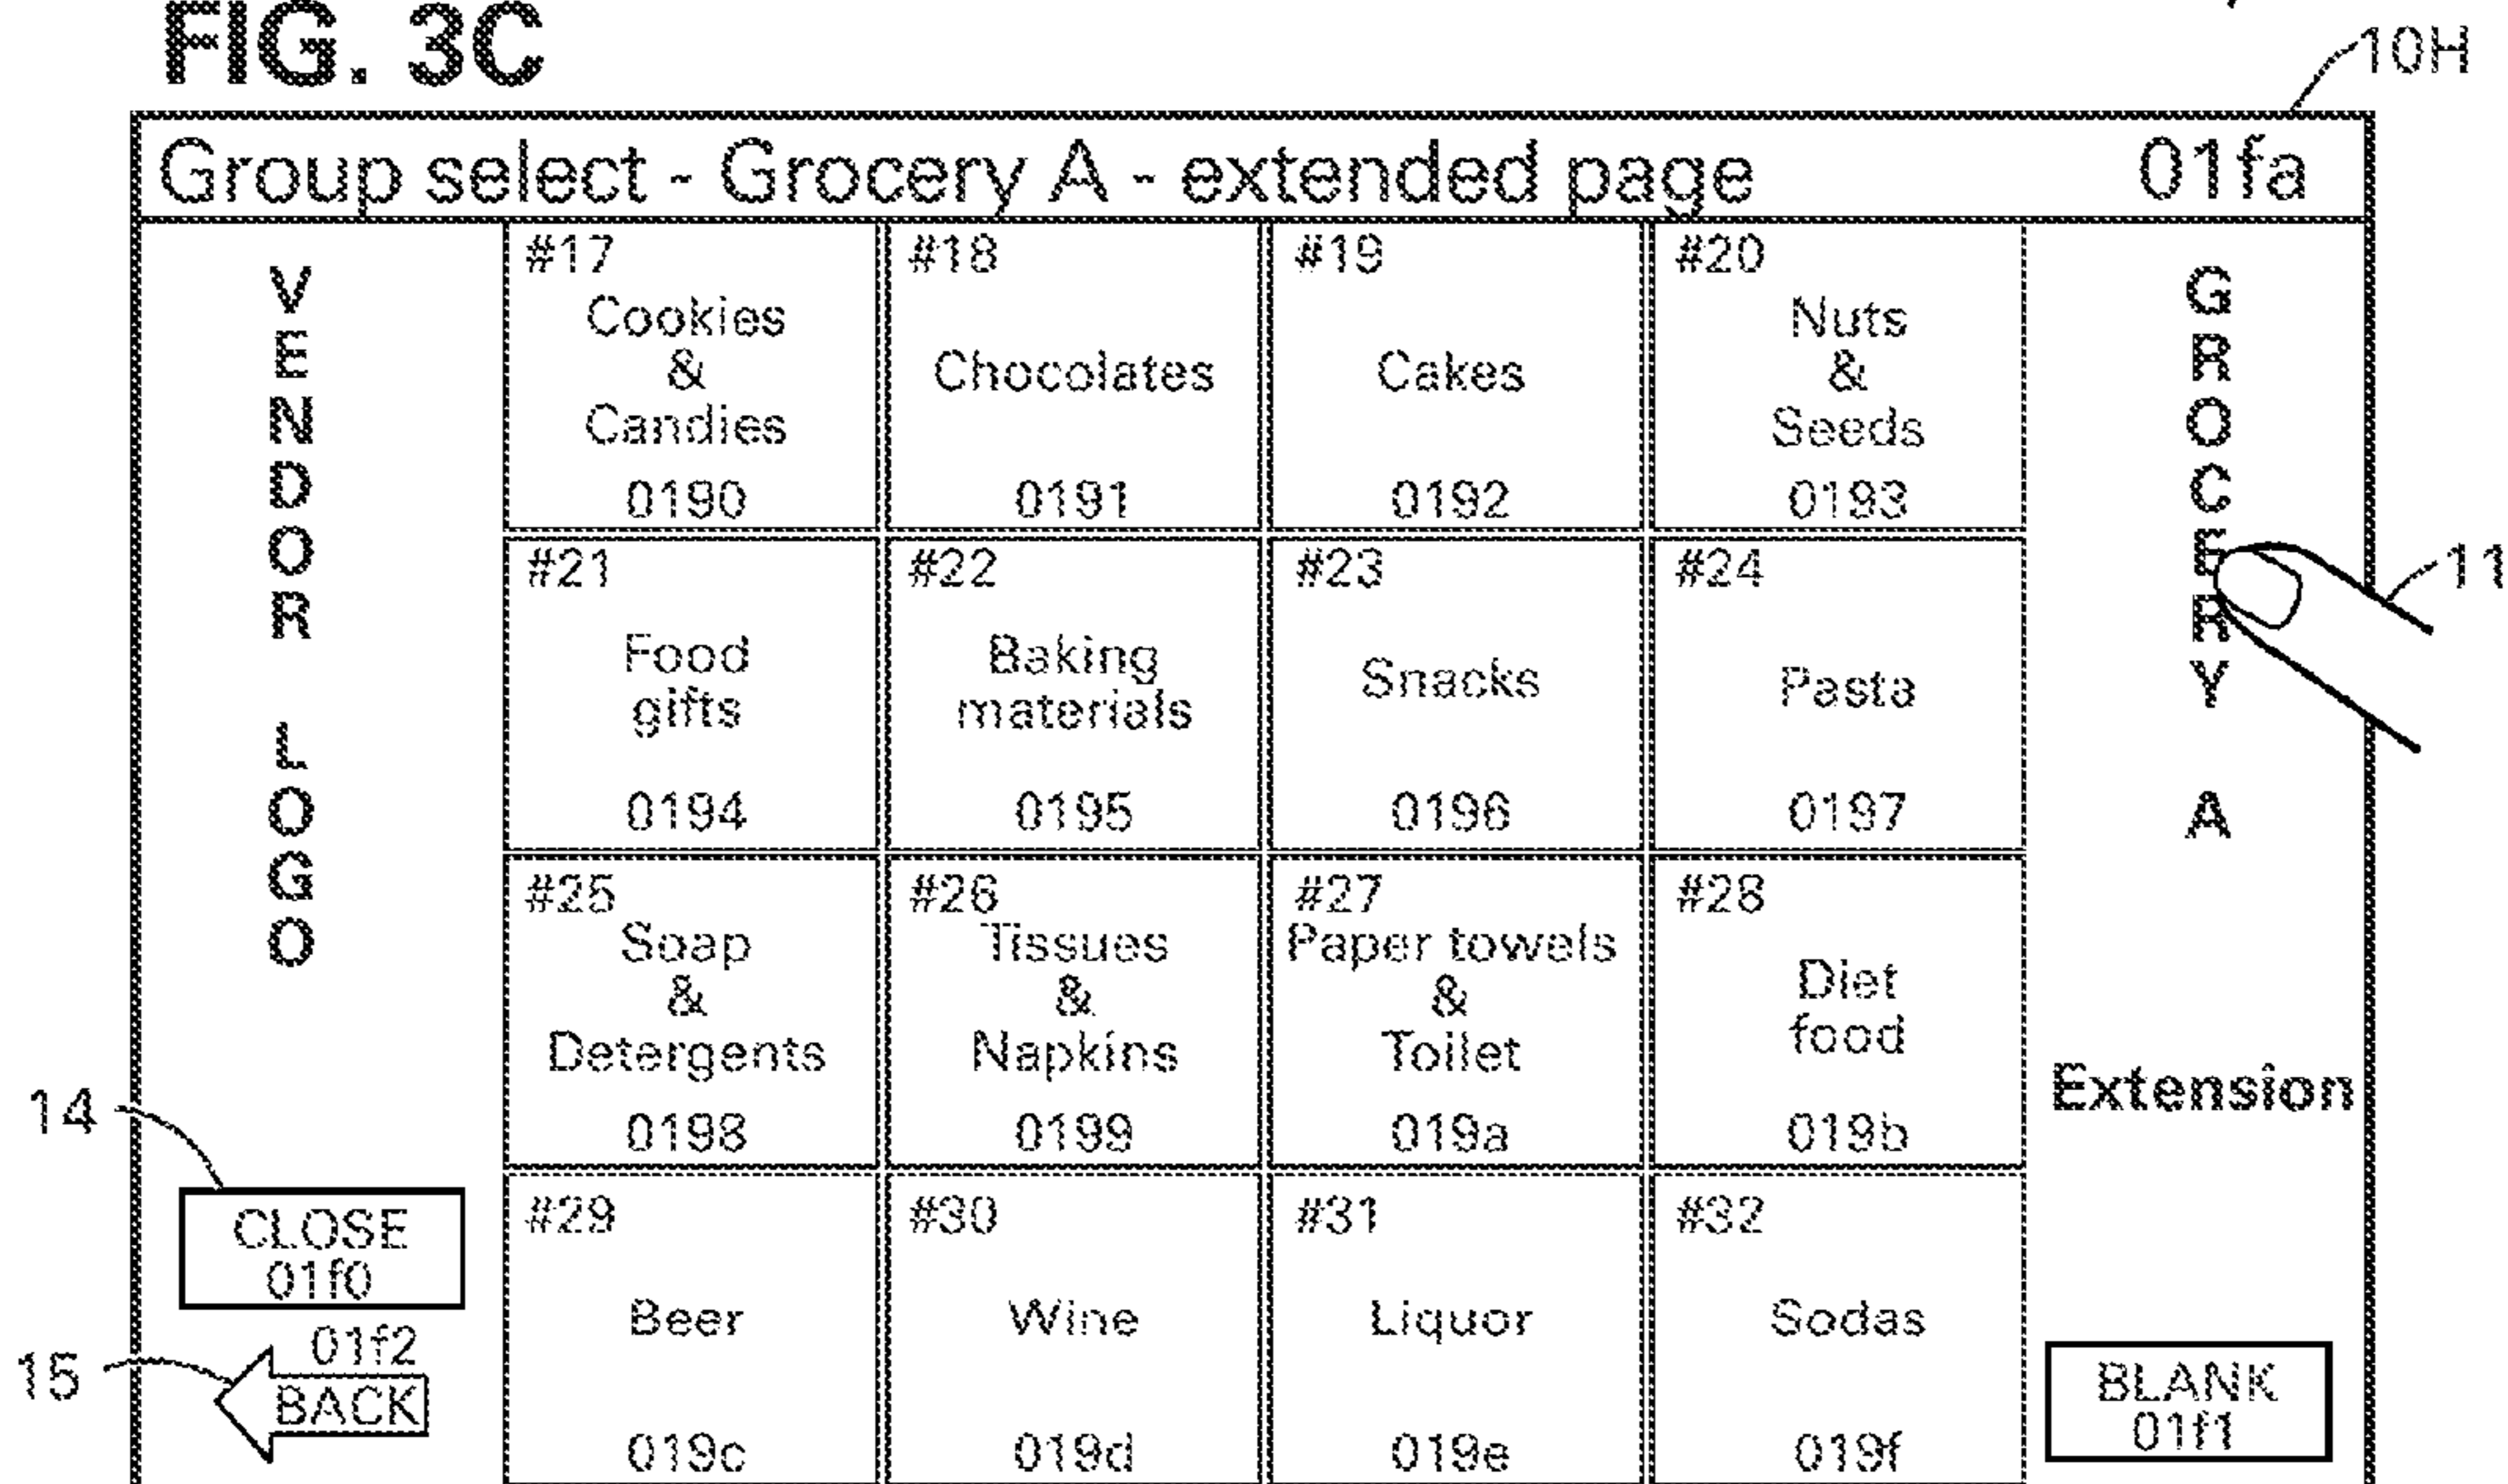 FIG. 3C
10H
Group select - Grocery A - extended page 01fa
VENDOR LOGO
#17
Cookies
&
Candies
0190
#18
Chocolates
0191
#19
Cakes
0192
#20
Nuts
&
Seeds
0193
GROCERY A
11
#21
Food
gifts
0194
#22
Baking
materials
0195
#23
Snacks
0196
#24
Pasta
0197
#25
Soap
&
Detergents
0198
#26
Tissues
&
Napkins
0199
#27
Paper towels
&
Toilet
019a
#28
Diet
food
019b
Extension
14
CLOSE
01f0
01f2
15
BACK
#29
Beer
019c
#30
Wine
019d
#31
Liquor
019e
#32
Sodas
019f
BLANK
01f1